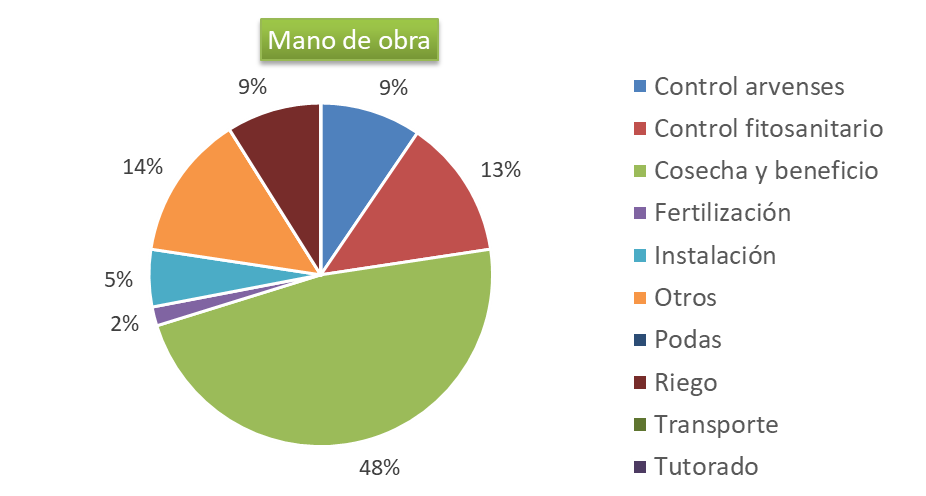 Mano de obra
9%
9%
13%
14%
5%
2%
48%
Control arvenses
Control fitosanitario
Cosecha y beneficio
Fertilización
Instalación
Otros
Podas
Riego
Transporte
Tutorado